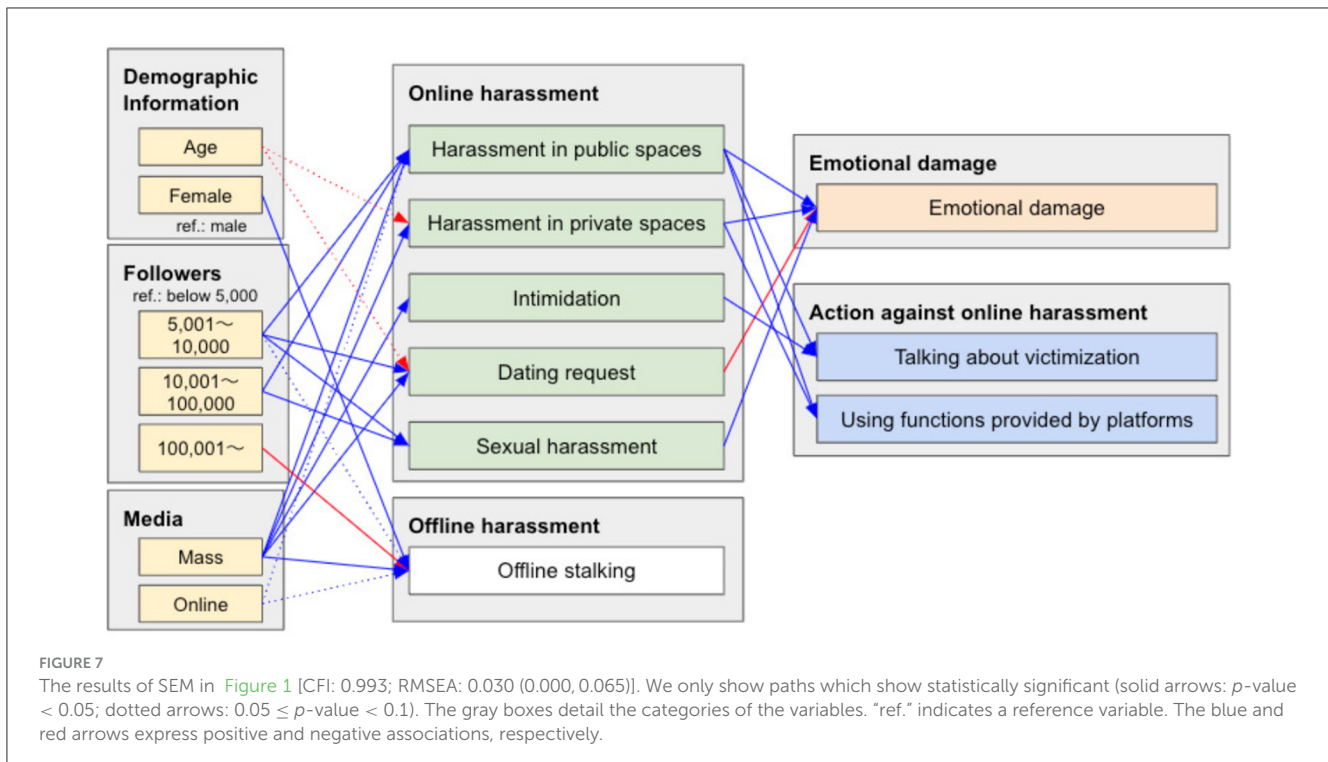 Demographic
Information
Age
Female
ref.: male
Followers
ref.: below 5,000
5,001～
10,000
10,001～
100,000
100,001～
Media
Mass
Online
Online harassment
Harassment in public spaces
Harassment in private spaces
Intimidation
Dating request
Sexual harassment
Offline harassment
Offline stalking
Emotional damage
Emotional damage
Action against online harassment
Talking about victimization
Using functions provided by platforms
FIGURE 7
The results of SEM in Figure 1 [CFI: 0.993; RMSEA: 0.030 (0.000, 0.065)]. We only show paths which show statistically significant (solid arrows: p-value
< 0.05; dotted arrows: 0.05 ≤ p-value < 0.1). The gray boxes detail the categories of the variables. “ref.” indicates a reference variable. The blue and
red arrows express positive and negative associations, respectively.